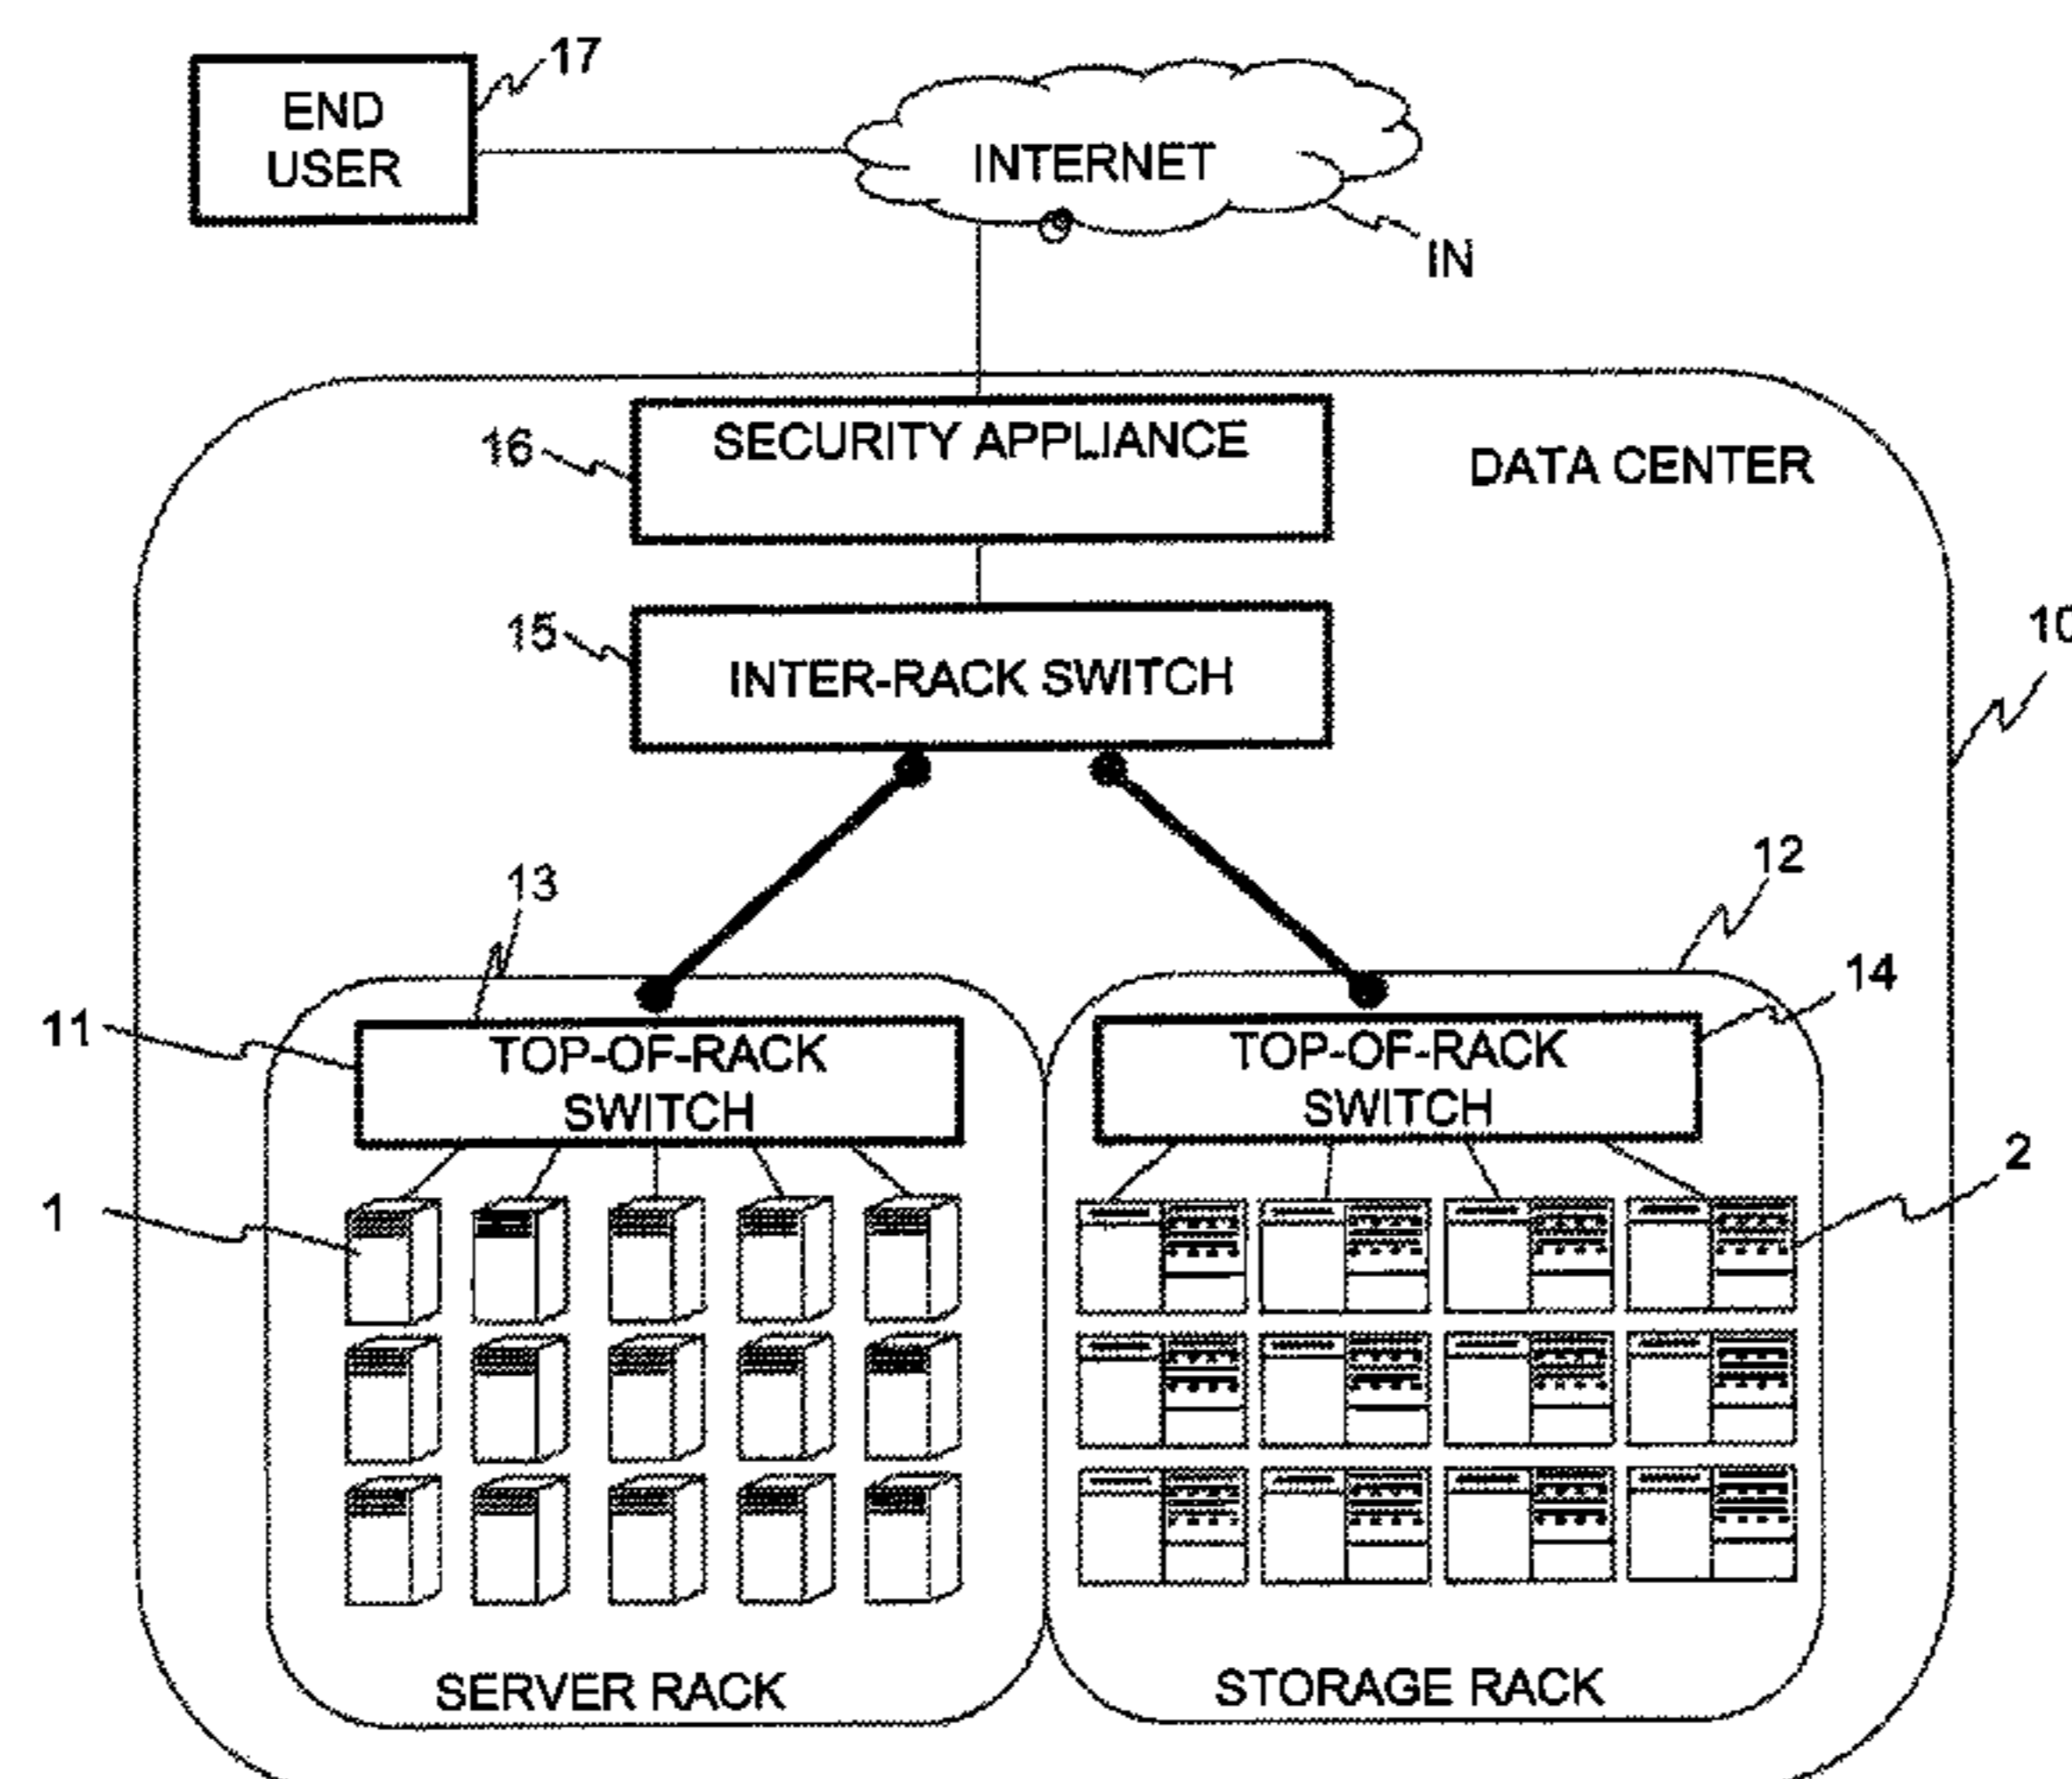 17
END
USER
INTERNET
IN
SECURITY APPLIANCE
16
DATA CENTER
15
INTER-RACK SWITCH
10
13
12
14
11
TOP-OF-RACK
SWITCH
TOP-OF-RACK
SWITCH
1
2
SERVER RACK
STORAGE RACK